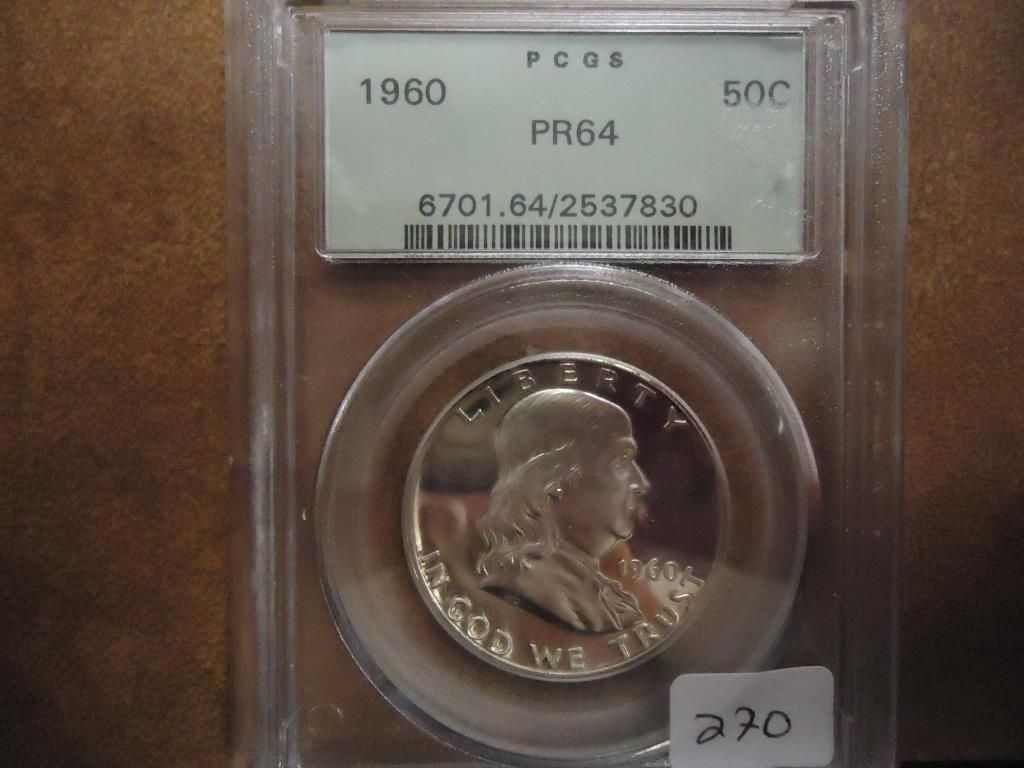 PCGS
1960 50C
PR64
6701.64/2537830
LIBERTY
1960
IN GOD WE TRUST
270